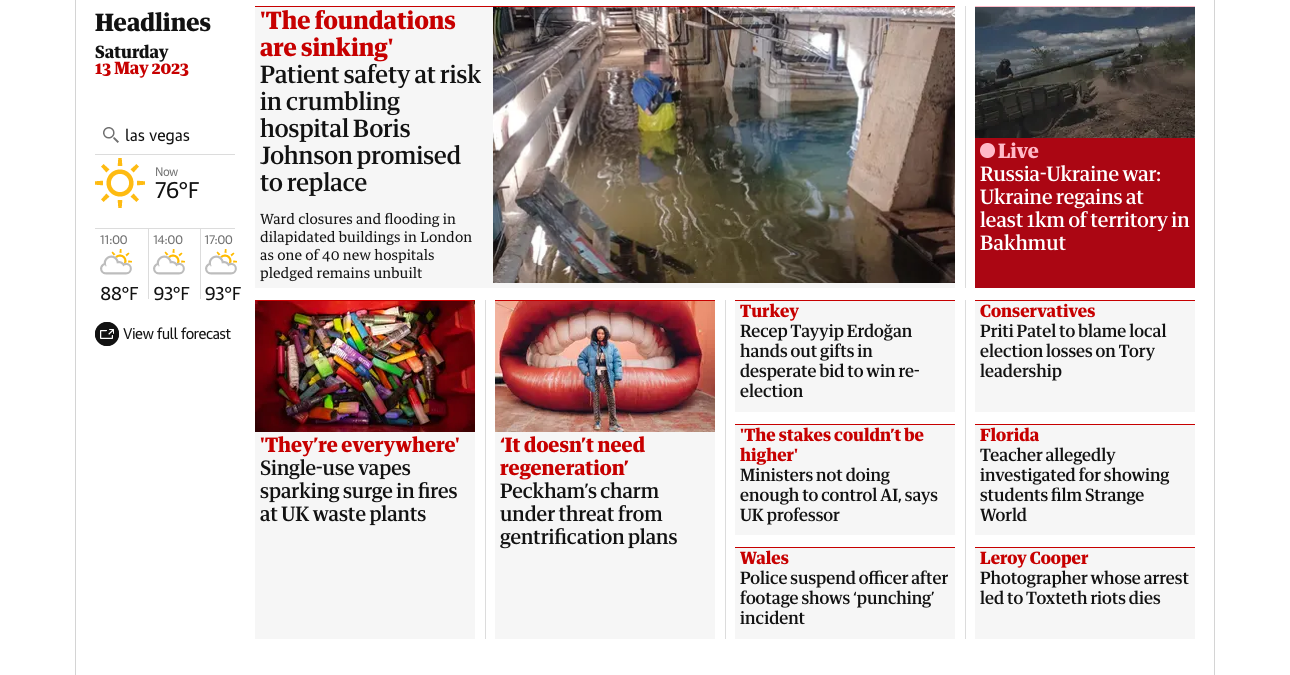 Headlines
Saturday
13 May 2023
las vegas
Now
76°F
11:00
88°F
14:00
93°F
17:00
93°F
View full forecast
'The foundations
are sinking'
Patient safety at risk
in crumbling
hospital Boris
Johnson promised
to replace
Ward closures and flooding in
dilapidated buildings in London
as one of 40 new hospitals
pledged remains unbuilt
Live
Russia-Ukraine war:
Ukraine regains at
least 1km of territory in
Bakhmut
'They’re everywhere'
Single-use vapes
sparking surge in fires
at UK waste plants
‘It doesn’t need
regeneration’
Peckham’s charm
under threat from
gentrification plans
Turkey
Recep Tayyip Erdoğan
hands out gifts in
desperate bid to win re-
election
Conservatives
Priti Patel to blame local
election losses on Tory
leadership
'The stakes couldn’t be
higher'
Ministers not doing
enough to control AI, says
UK professor
Florida
Teacher allegedly
investigated for showing
students film Strange
World
Wales
Police suspend officer after
footage shows ‘punching’
incident
Leroy Cooper
Photographer whose arrest
led to Toxteth riots dies